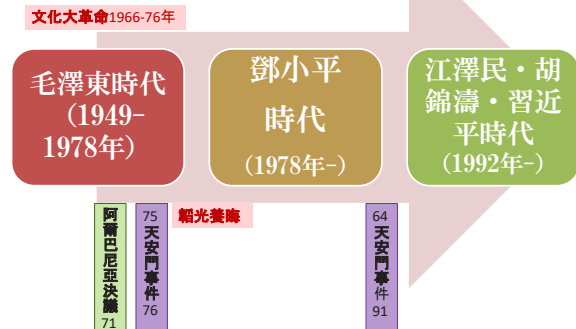 文化大革命1966-76年
毛澤東時代
(1949–
1978年)
鄧小平
時代
(1978年-)
江澤民・胡
錦濤・習近
平時代
(1992年-)
韜光養晦
阿爾巴尼亞決議
71
75
天安門事件
76
64
天安門事件
91